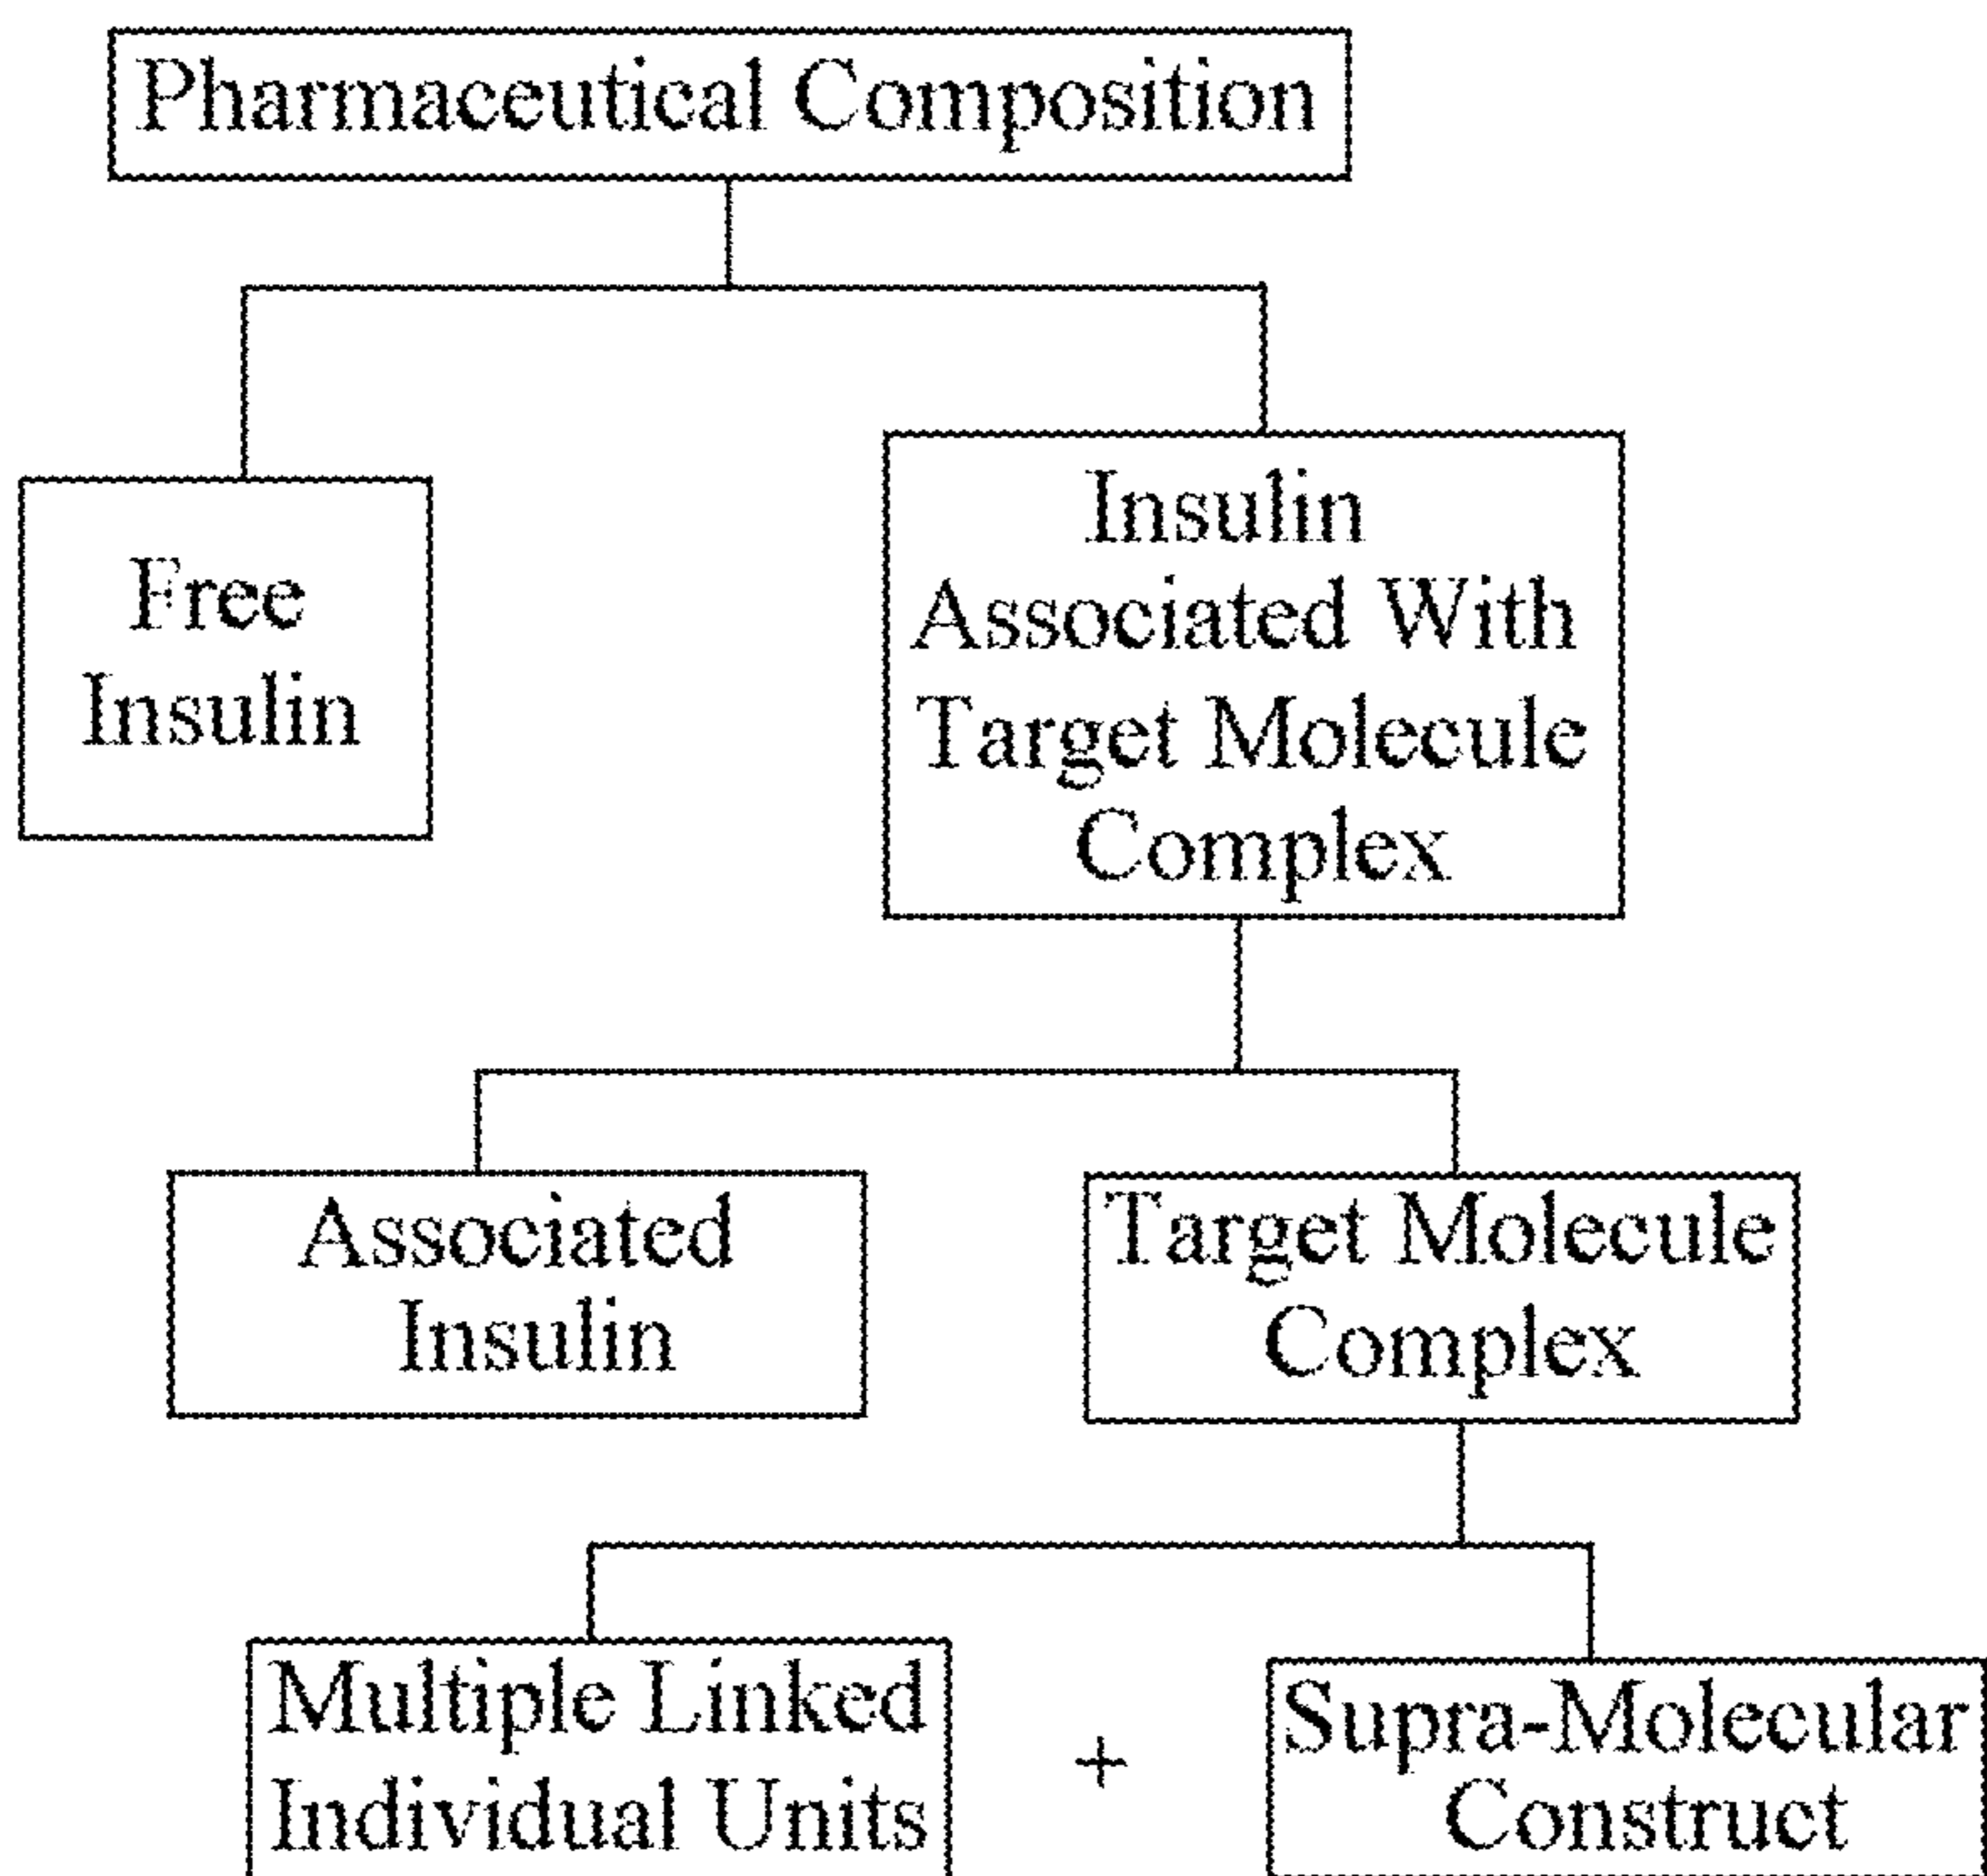 Pharmaceutical Composition
Free
Insulin
Insulin
Associated With
Target Molecule
Complex
Associated
Insulin
Target Molecule
Complex
Multiple Linked
Individual Units
+
Supra-Molecular
Construct